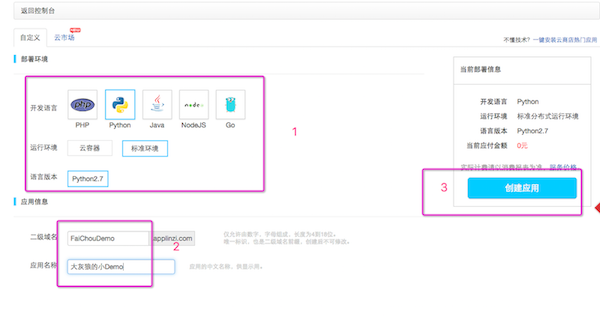 返回控制台
自定义
云市场
不懂技术? 一键安装云商店热门应用
部署环境
当前部署信息
开发语言
PHP
Python
Java
NodeJS
Go
1
运行环境
云容器
标准环境
语言版本
Python2.7
开发语言 Python
运行环境 标准分布式运行环境
语言版本 Python2.7
当前应付金额 0元
实际计费请以消费报表为准,服务价格
3
创建应用
应用信息
二级域名
FaiChouDemo
.applinzi.com
仅允许由数字、字母组成,长度为4到18位。
唯一标识,也是二级域名前缀,创建后不可修改。
2
应用名称
大灰狼的小Demo
应用的中文名称,供显示用。